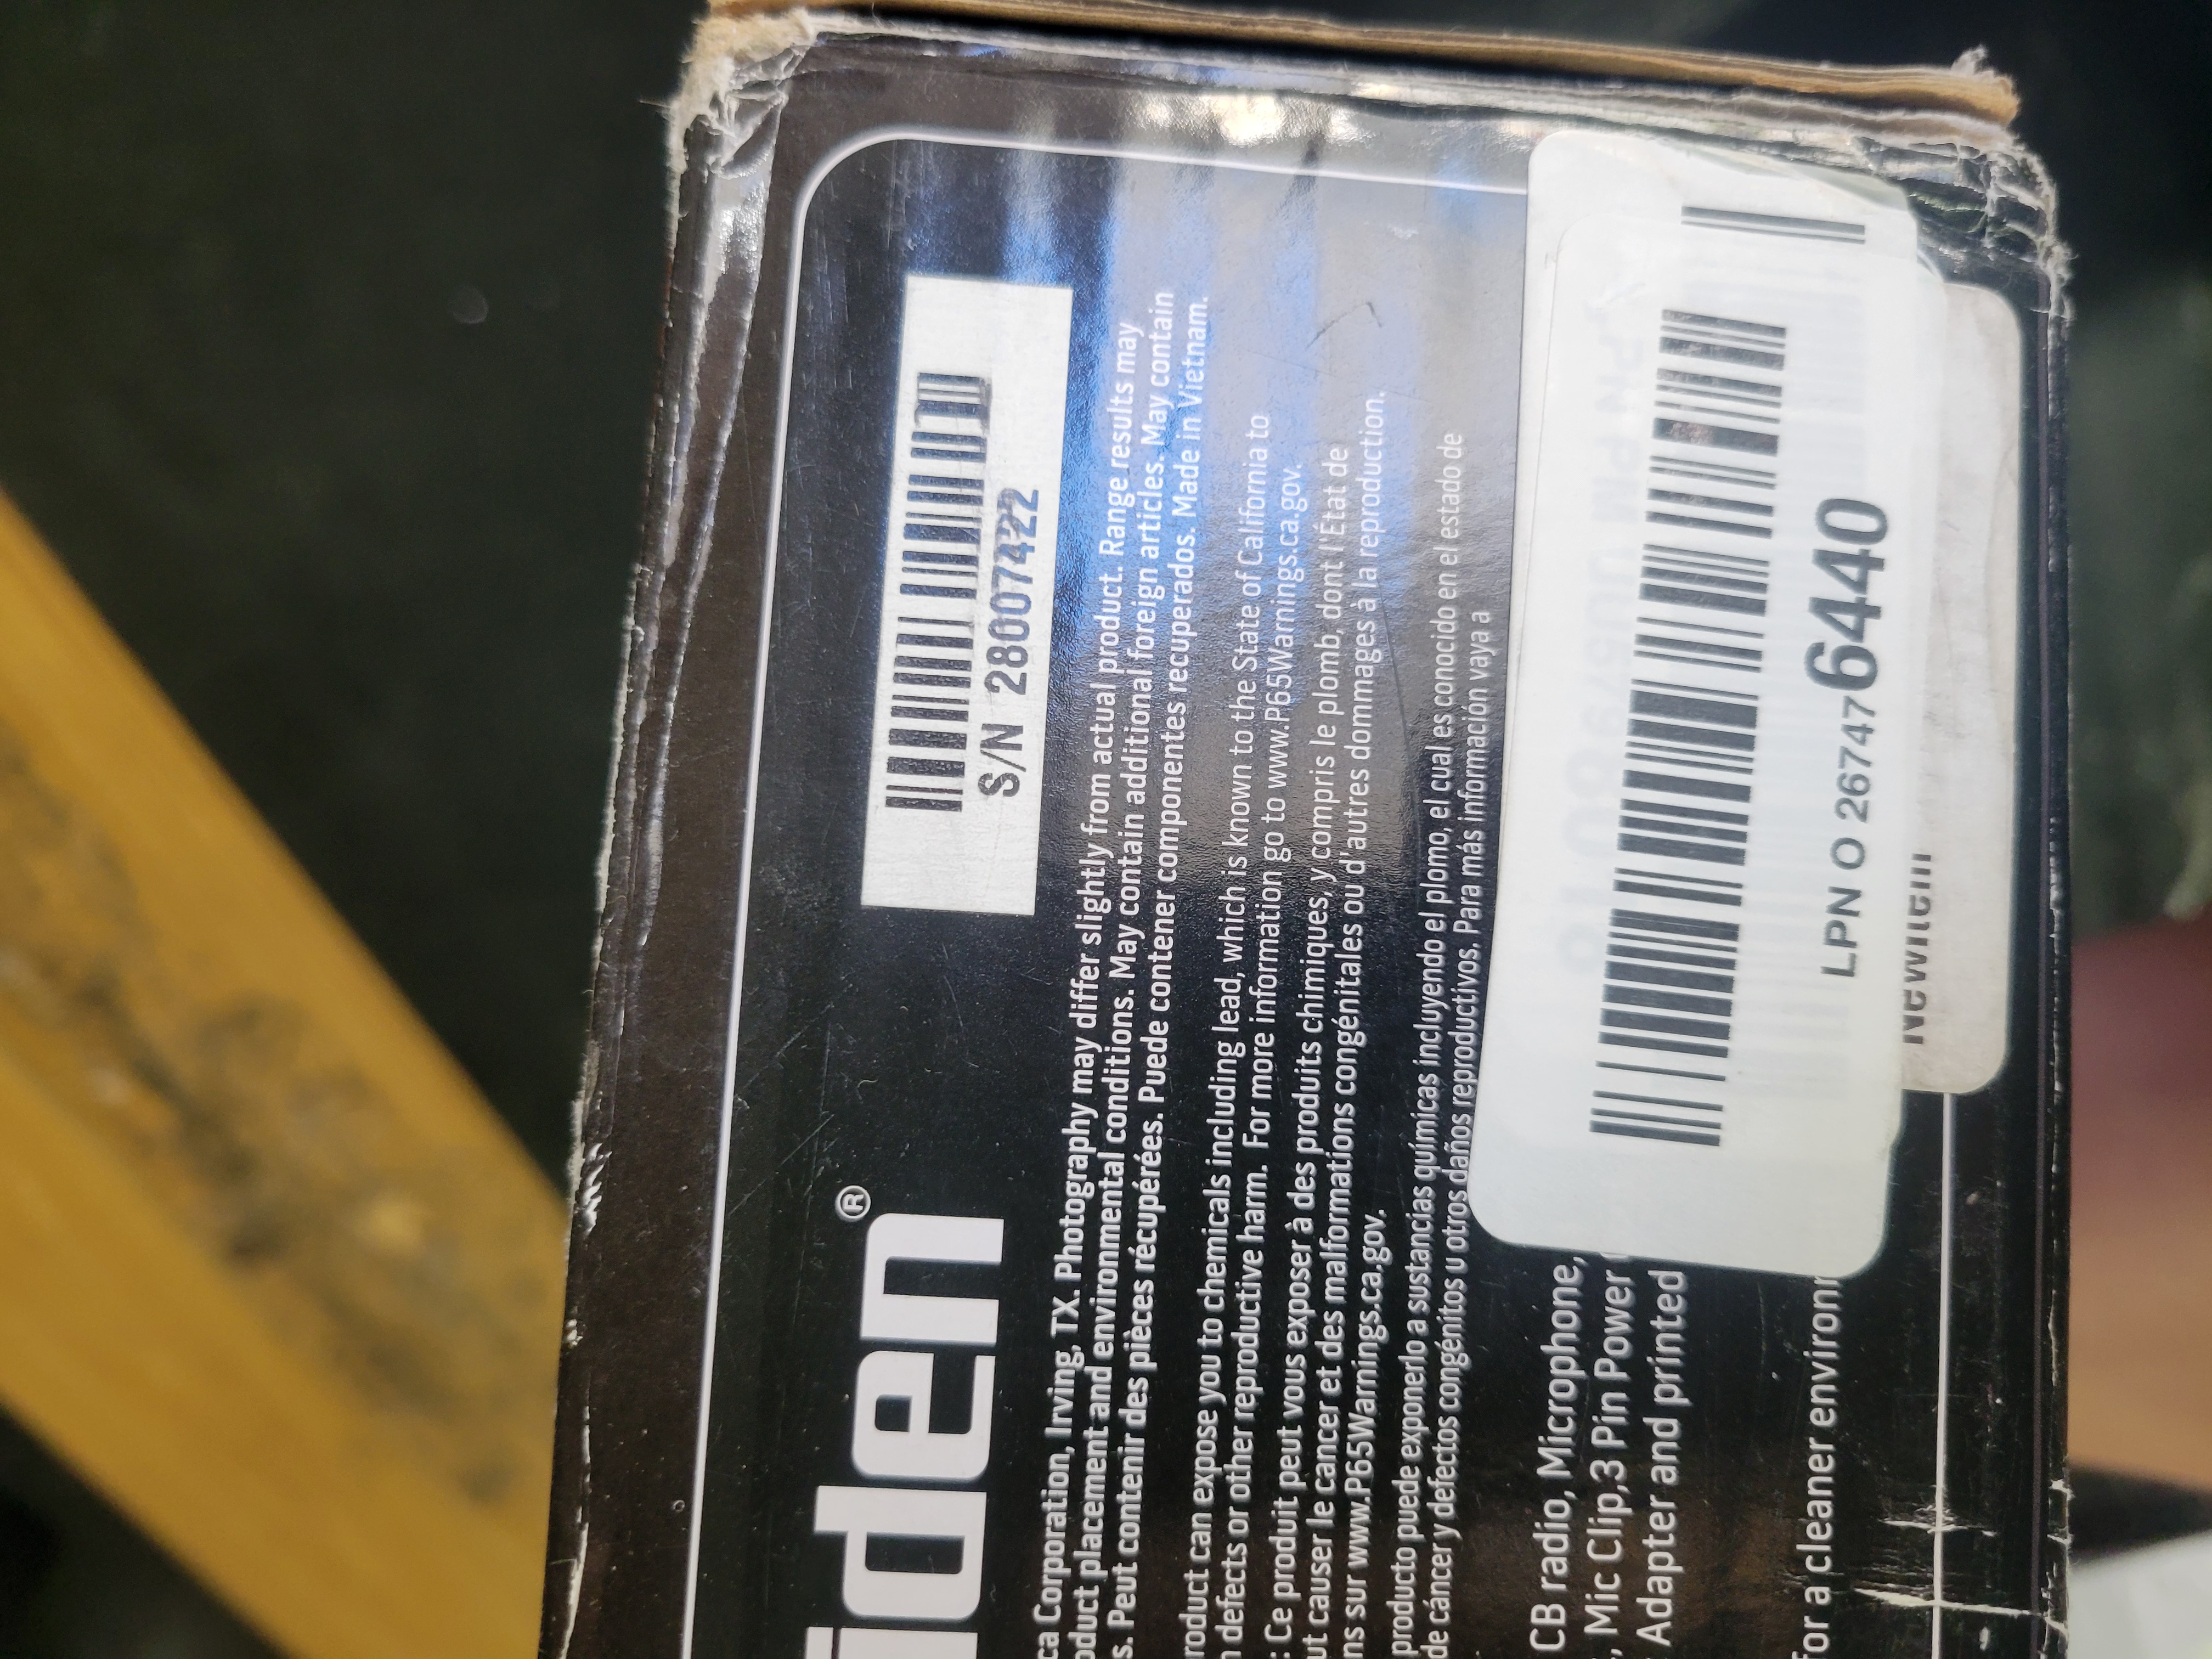 iden®
S/N 28007422
ca Corporation, Irving, TX. Photography may differ slightly from actual product. Range results may
oduct placement and environmental conditions. May contain additional foreign articles. May contain
s. Peut contenir des pièces récupérées. Puede contener componentes recuperados. Made in Vietnam.
roduct can expose you to chemicals including lead, which is known to the State of California to
defects or other reproductive harm. For more information go to www.P65Warnings.ca.gov.
: Ce produit peut vous exposer à des produits chimiques, y compris le plomb, dont l'État de
ut causer le cancer et des malformations congénitales ou d'autres dommages à la reproduction.
ns sur www.P65Warnings.ca.gov.
producto puede exponerlo a sustancias químicas incluyendo el plomo, el cual es conocido en el estado de
de cáncer y defectos congénitos u otros daños reproductivos. Para más información vaya a
CB radio, Microphone,
, Mic Clip,3 Pin Power
Adapter and printed
for a cleaner environ
LPN O 267476440